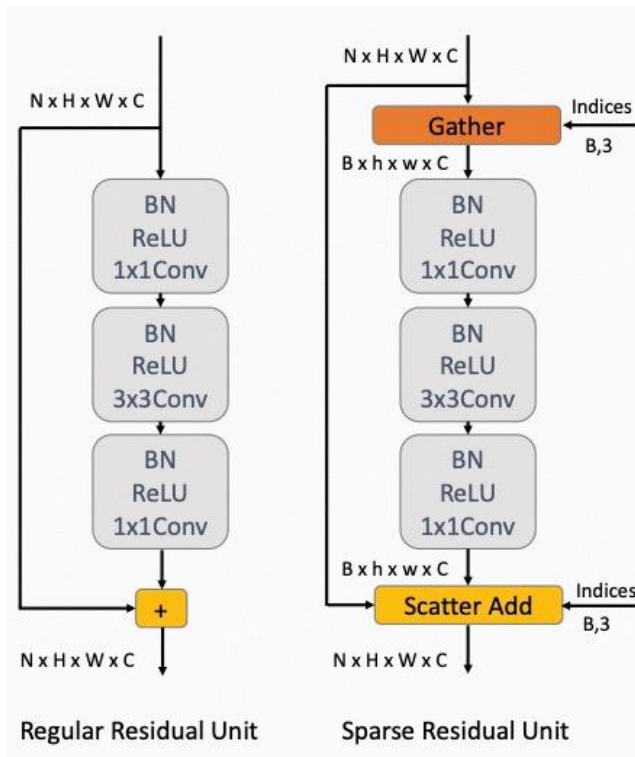 N x H x W x C
BN
ReLU
1x1Conv
BN
ReLU
3x3Conv
BN
ReLU
1x1Conv
+
N x H x W x C
Regular Residual Unit
N x H x W x C
Gather
Indices
B,3
B x h x w x C
BN
ReLU
1x1Conv
BN
ReLU
3x3Conv
BN
ReLU
1x1Conv
B x h x w x C
Scatter Add
Indices
B,3
N x H x W x C
Sparse Residual Unit